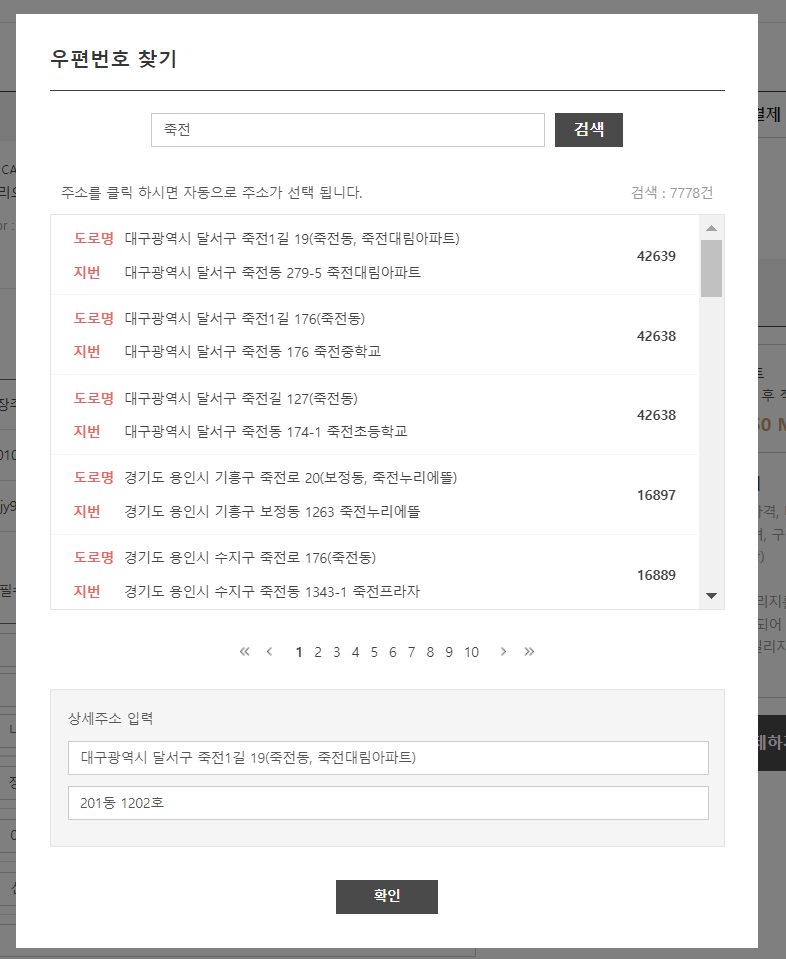 우편번호 찾기
죽전
검색
주소를 클릭 하시면 자동으로 주소가 선택 됩니다.
검색 : 7778건
도로명 대구광역시 달서구 죽전1길 19(죽전동, 죽전대림아파트)
지번 대구광역시 달서구 죽전동 279-5 죽전대림아파트
42639
도로명 대구광역시 달서구 죽전1길 176(죽전동)
지번 대구광역시 달서구 죽전동 176 죽전중학교
42638
도로명 대구광역시 달서구 죽전길 127(죽전동)
지번 대구광역시 달서구 죽전동 174-1 죽전초등학교
42638
도로명 경기도 용인시 기흥구 죽전로 20(보정동, 죽전누리에뜰)
지번 경기도 용인시 기흥구 보정동 1263 죽전누리에뜰
16897
도로명 경기도 용인시 수지구 죽전로 176(죽전동)
지번 경기도 용인시 수지구 죽전동 1343-1 죽전프라자
16889
« ‹ 1 2 3 4 5 6 7 8 9 10 › »
상세주소 입력
대구광역시 달서구 죽전1길 19(죽전동, 죽전대림아파트)
201동 1202호
확인